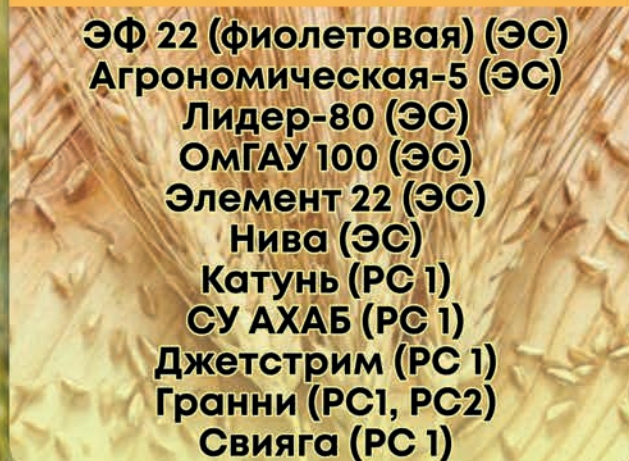 ЭФ 22 (фиолетовая) (ЭС)
Агрономическая-5 (ЭС)
Лидер-80 (ЭС)
ОмГАУ 100 (ЭС)
Элемент 22 (ЭС)
Нива (ЭС)
Катунь (РС 1)
СУ АХАБ (РС 1)
Джетстрим (РС 1)
Гранни (РС1, РС2)
Свияга (РС 1)